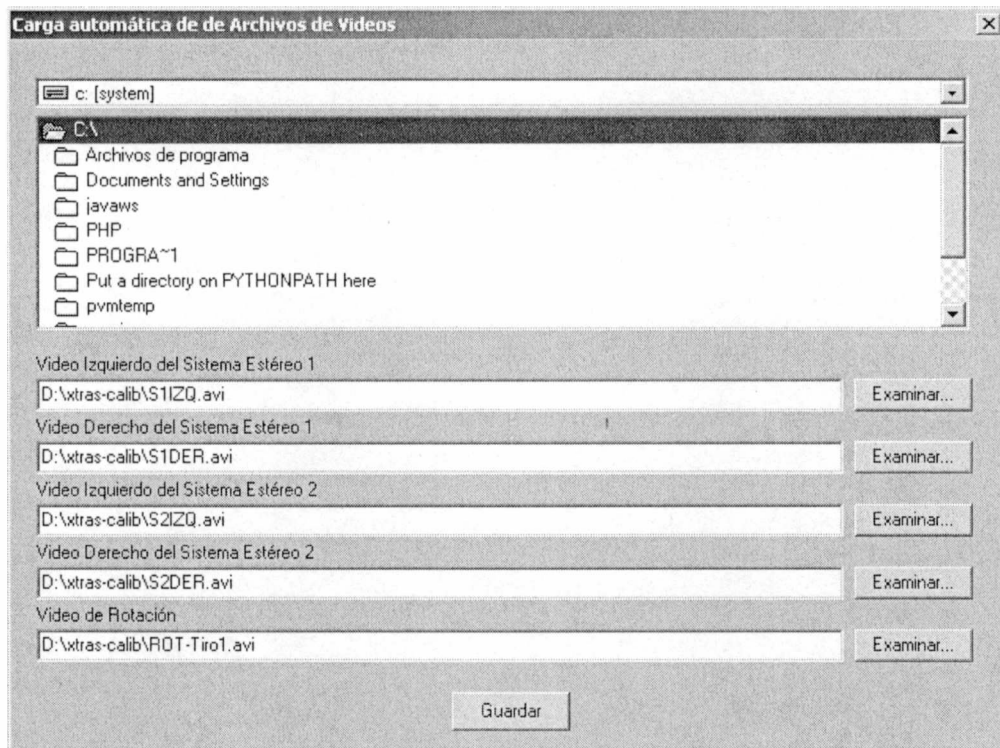 Carga automática de de Archivos de Videos
c: [system]
C:\
Archivos de programa
Documents and Settings
javaws
PHP
PROGRA~1
Put a directory on PYTHONPATH here
pvmtemp
Video Izquierdo del Sistema Estéreo 1
D:\xtras-calib\S1IZQ.avi
Examinar...
Video Derecho del Sistema Estéreo 1
D:\xtras-calib\S1DER.avi
Examinar...
Video Izquierdo del Sistema Estéreo 2
D:\xtras-calib\S2IZQ.avi
Examinar...
Video Derecho del Sistema Estéreo 2
D:\xtras-calib\S2DER.avi
Examinar...
Video de Rotación
D:\xtras-calib\ROT-Tiro1.avi
Examinar...
Guardar